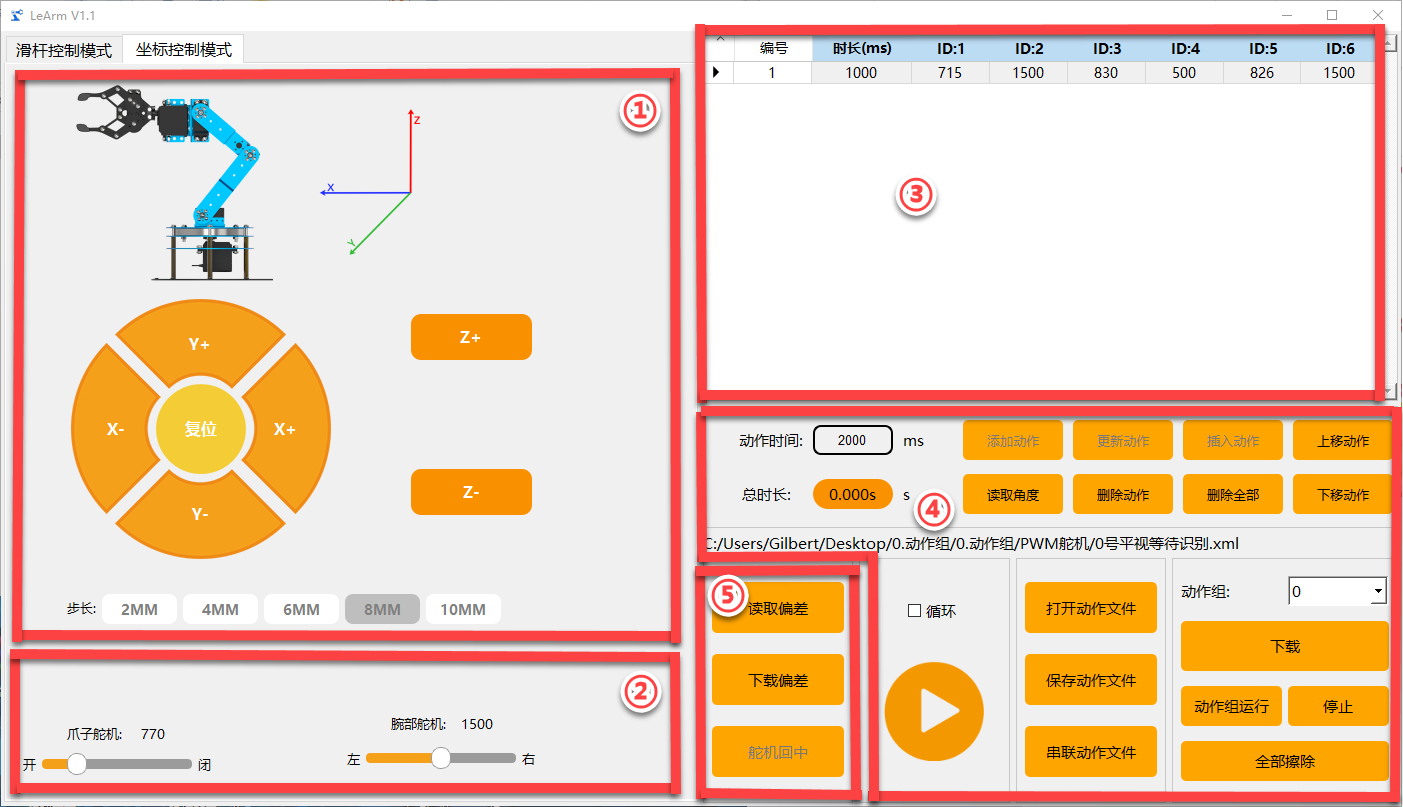 LeArm V1.1
滑杆控制模式 坐标控制模式
①
Z
X
Y
Y+
X- 复位 X+
Y-
Z+
Z-
步长: 2MM 4MM 6MM 8MM 10MM
②
爪子舵机: 770
开 闭
腕部舵机: 1500
左 右
编号 时长(ms) ID:1 ID:2 ID:3 ID:4 ID:5 ID:6
1 1000 715 1500 830 500 826 1500
③
动作时间: 2000 ms 添加动作 更新动作 插入动作 上移动作
总时长: 0.000s s 读取角度 删除动作 删除全部 下移动作
④
C:/Users/Gilbert/Desktop/0.动作组/0.动作组/PWM舵机/0号平视等待识别.xml
⑤
读取偏差
下载偏差
舵机回中
循环
打开动作文件
保存动作文件
串联动作文件
动作组: 0
下载
动作组运行 停止
全部擦除